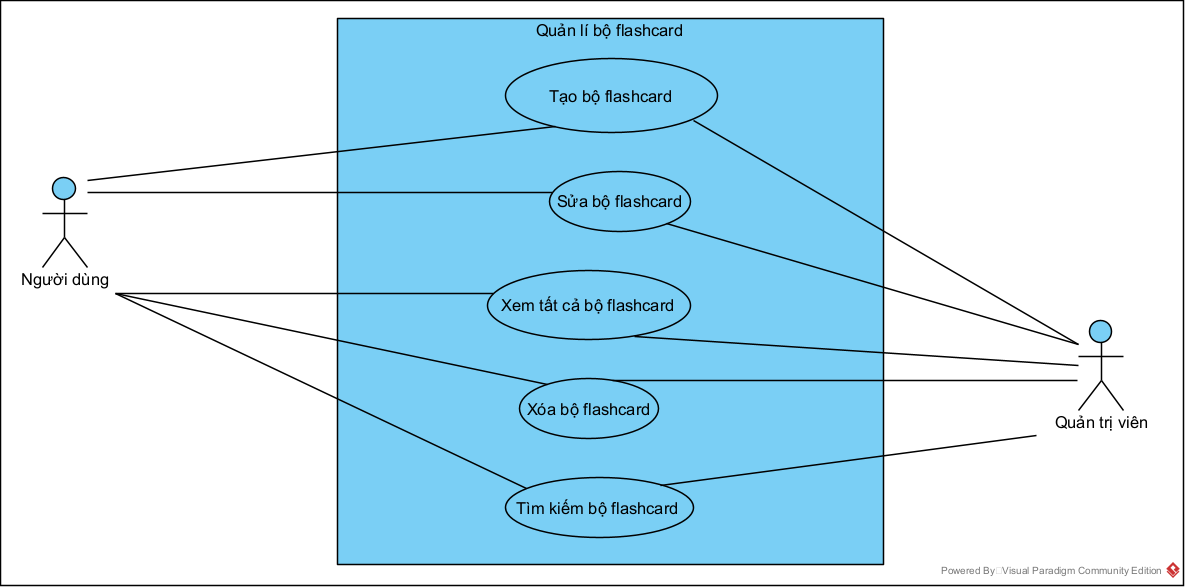 Quản lí bộ flashcard
Tạo bộ flashcard
Sửa bộ flashcard
Người dùng
Xem tất cả bộ flashcard
Xóa bộ flashcard
Quản trị viên
Tìm kiếm bộ flashcard
Powered By Visual Paradigm Community Edition